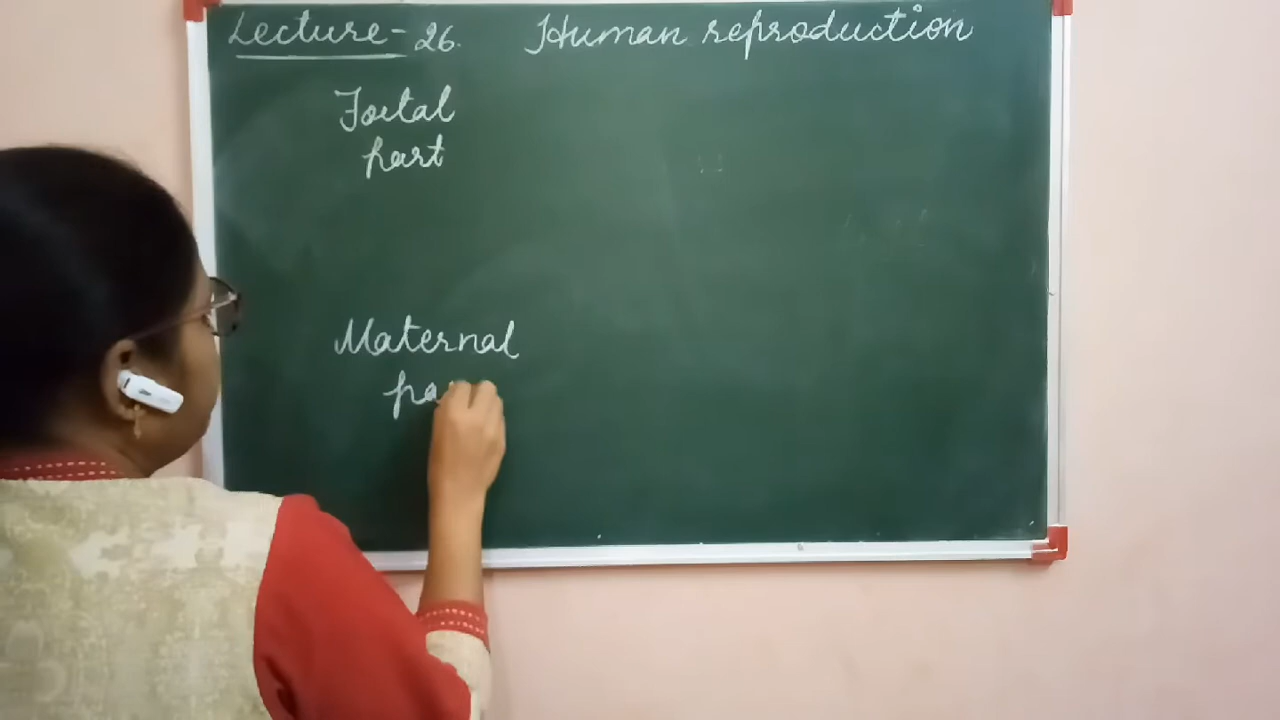 Lecture-26. Human reproduction
Foetal
part
Maternal
pa